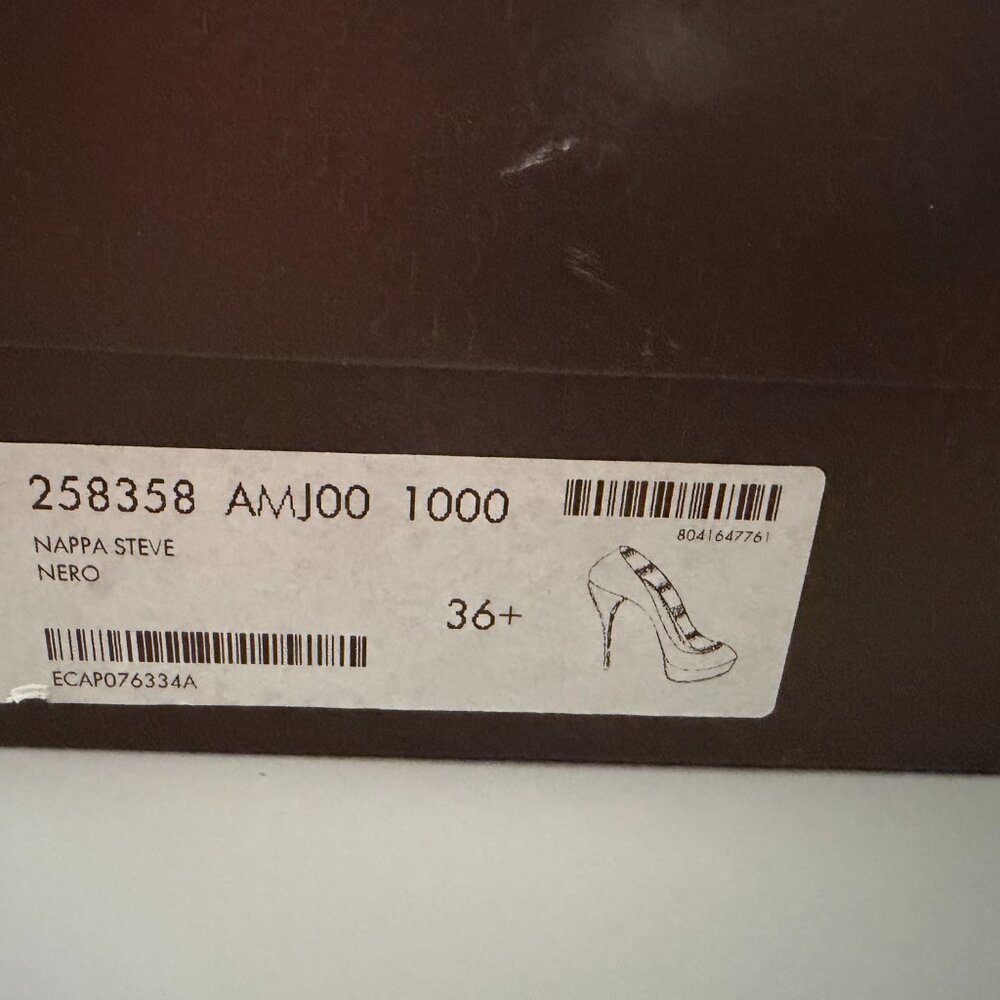 258358 AMJ00 1000
8041647761
NAPPA STEVE
NERO
36+
ECAP076334A